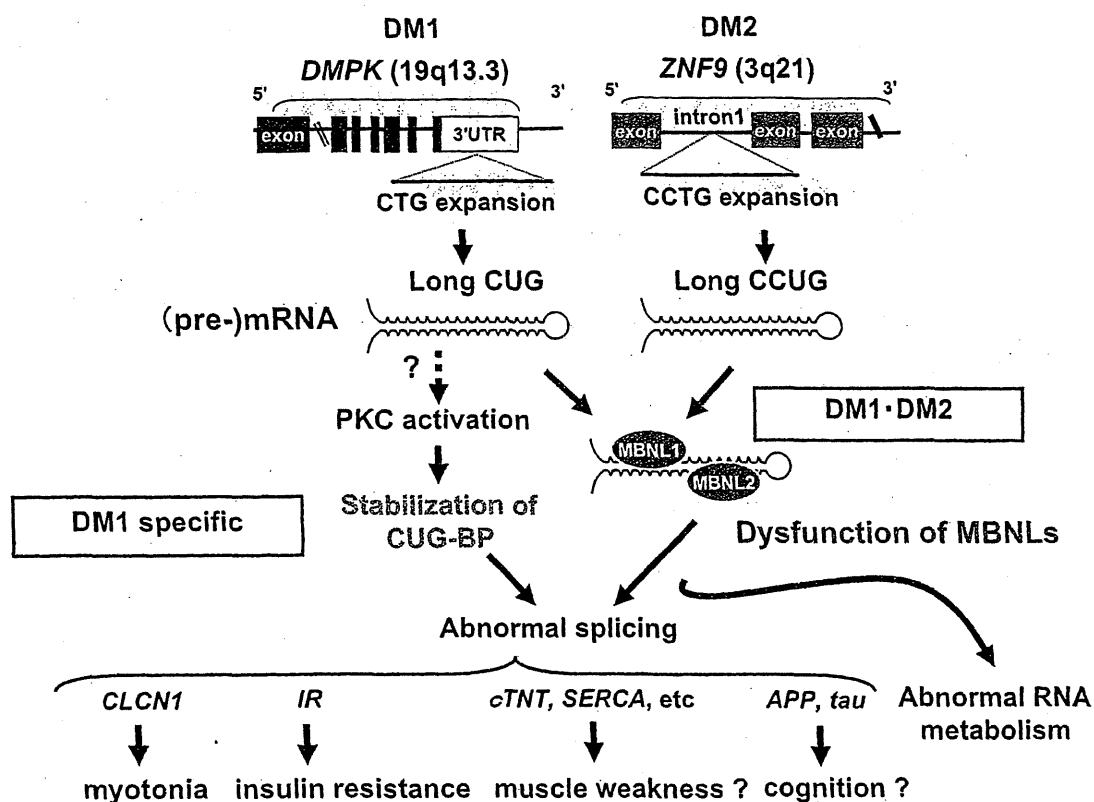 DM1
DM2
DMPK (19q13.3)
ZNF9 (3q21)
5'
3'
5'
3'
exon
3'UTR
exon
intron1
exon
exon
CTG expansion
CCTG expansion
Long CUG
Long CCUG
(pre-)mRNA
?
PKC activation
DM1・DM2
MBNL1
MBNL2
DM1 specific
Stabilization of
CUG-BP
Dysfunction of MBNLs
Abnormal splicing
CLCN1
IR
cTNT, SERCA, etc
APP, tau
Abnormal RNA
metabolism
myotonia
insulin resistance
muscle weakness ?
cognition ?